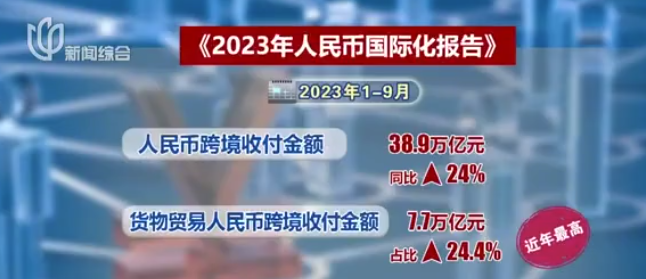 新闻综合
《2023年人民币国际化报告》
2023年1-9月
人民币跨境收付金额 38.9万亿元
同比 ▲ 24%
货物贸易人民币跨境收付金额 7.7万亿元
占比 ▲ 24.4%
近年最高